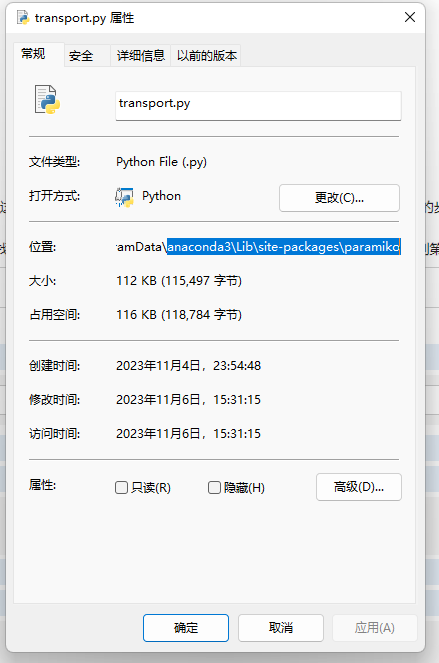 transport.py 属性
常规 安全 详细信息 以前的版本
transport.py
文件类型: Python File (.py)
打开方式: Python 更改(C)...
位置: amData\anaconda3\Lib\site-packages\paramiko
大小: 112 KB (115,497 字节)
占用空间: 116 KB (118,784 字节)
创建时间: 2023年11月4日，23:54:48
修改时间: 2023年11月6日，15:31:15
访问时间: 2023年11月6日，15:31:15
属性: 只读(R) 隐藏(H) 高级(D)...
确定 取消 应用(A)